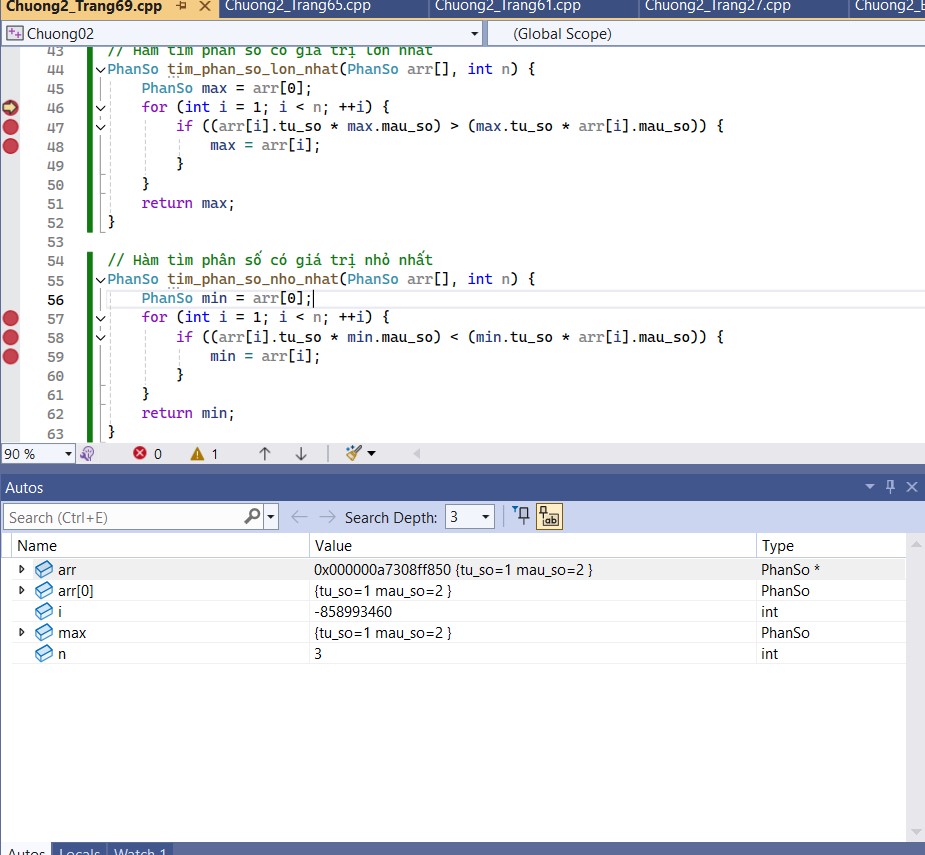 Chuong2_Trang69.cpp Chuong2_Trang65.cpp Chuong2_Trang61.cpp Chuong2_Trang27.cpp
Chuong02 (Global Scope)
43 // Hàm tìm phân số có giá trị lớn nhất
44 PhanSo tim_phan_so_lon_nhat(PhanSo arr[], int n) {
45 PhanSo max = arr[0];
46 for (int i = 1; i < n; ++i) {
47 if ((arr[i].tu_so * max.mau_so) > (max.tu_so * arr[i].mau_so)) {
48 max = arr[i];
49 }
50 }
51 return max;
52 }
53
54 // Hàm tìm phân số có giá trị nhỏ nhất
55 PhanSo tim_phan_so_nho_nhat(PhanSo arr[], int n) {
56 PhanSo min = arr[0];
57 for (int i = 1; i < n; ++i) {
58 if ((arr[i].tu_so * min.mau_so) < (min.tu_so * arr[i].mau_so)) {
59 min = arr[i];
60 }
61 }
62 return min;
63 }
90 % 0 1
Autos
Search (Ctrl+E) Search Depth: 3
Name Value Type
arr 0x000000a7308ff850 {tu_so=1 mau_so=2 } PhanSo *
arr[0] {tu_so=1 mau_so=2 } PhanSo
i -858993460 int
max {tu_so=1 mau_so=2 } PhanSo
n 3 int
Autos Locals Watch 1